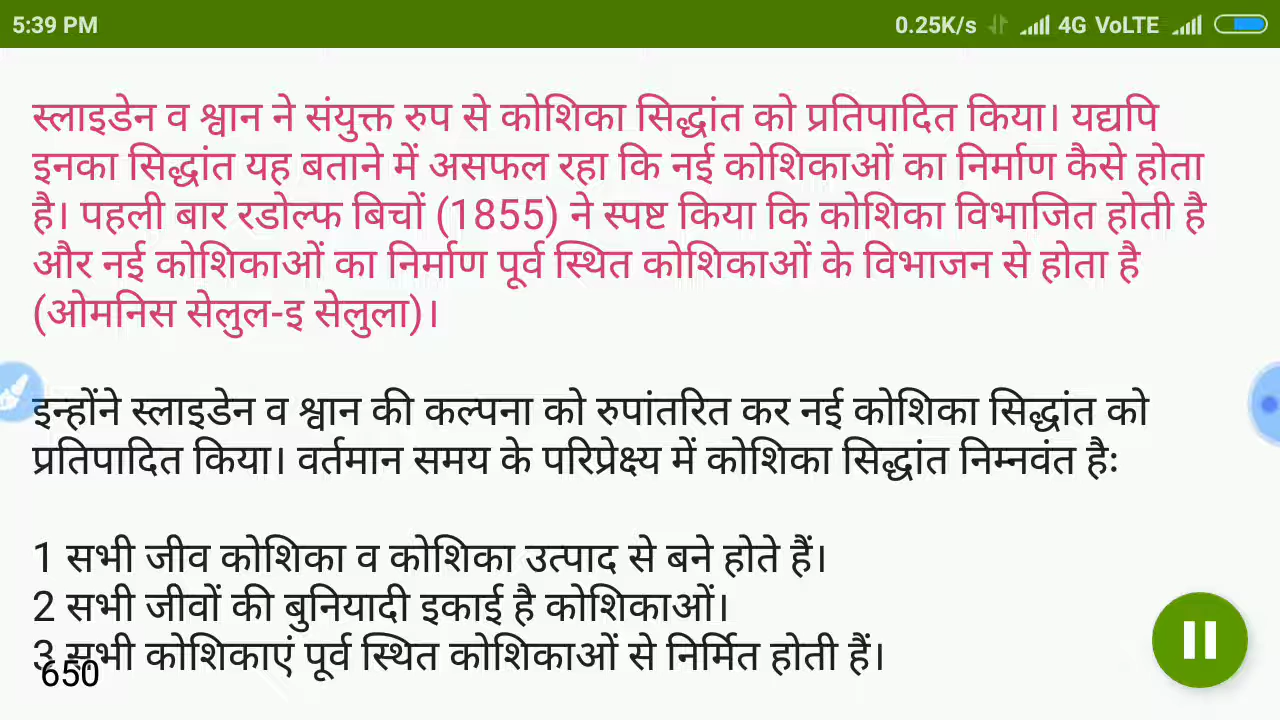 5:39 PM 0.25K/s 4G VoLTE
स्लाइडेन व श्वान ने संयुक्त रुप से कोशिका सिद्धांत को प्रतिपादित किया। यद्यपि
इनका सिद्धांत यह बताने में असफल रहा कि नई कोशिकाओं का निर्माण कैसे होता
है। पहली बार रडोल्फ बिचों (1855) ने स्पष्ट किया कि कोशिका विभाजित होती है
और नई कोशिकाओं का निर्माण पूर्व स्थित कोशिकाओं के विभाजन से होता है
(ओमनिस सेलुल-इ सेलुला)।
इन्होंने स्लाइडेन व श्वान की कल्पना को रुपांतरित कर नई कोशिका सिद्धांत को
प्रतिपादित किया। वर्तमान समय के परिप्रेक्ष्य में कोशिका सिद्धांत निम्नवंत हैः
1 सभी जीव कोशिका व कोशिका उत्पाद से बने होते हैं।
2 सभी जीवों की बुनियादी इकाई है कोशिकाओं।
3 सभी कोशिकाएं पूर्व स्थित कोशिकाओं से निर्मित होती हैं।
650